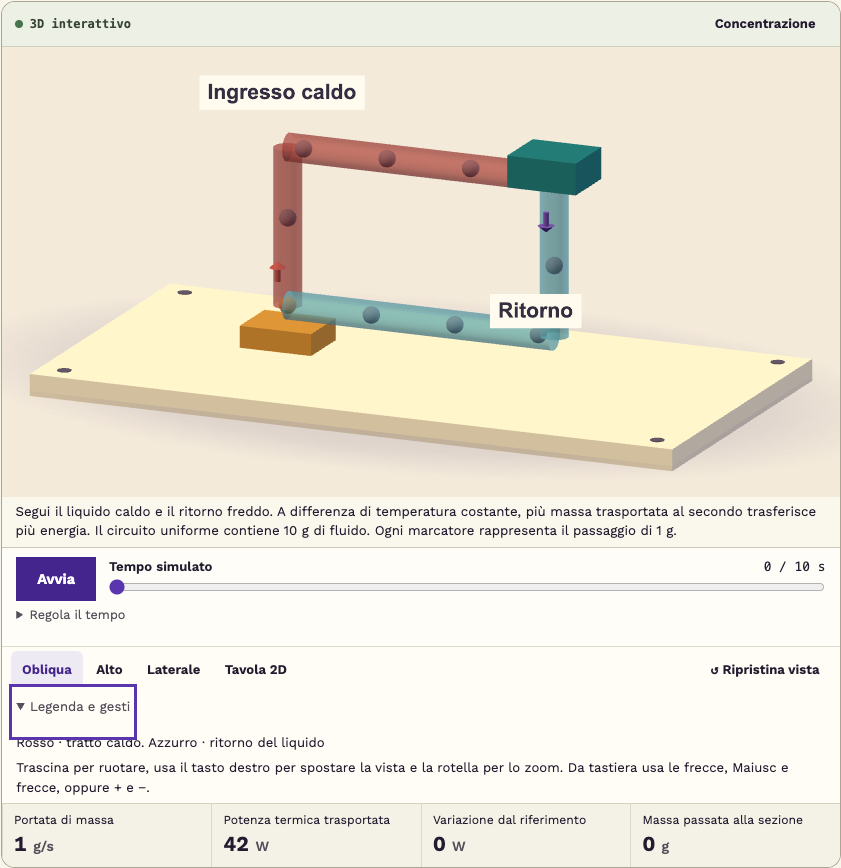 3D interattivo
Concentrazione
Ingresso caldo
Ritorno
Segui il liquido caldo e il ritorno freddo. A differenza di temperatura costante, più massa trasportata al secondo trasferisce
più energia. Il circuito uniforme contiene 10 g di fluido. Ogni marcatore rappresenta il passaggio di 1 g.
Avvia
Tempo simulato
0 / 10 s
▶ Regola il tempo
Obliqua
Alto
Laterale
Tavola 2D
↺ Ripristina vista
▼ Legenda e gesti
Rosso · tratto caldo. Azzurro · ritorno del liquido
Trascina per ruotare, usa il tasto destro per spostare la vista e la rotella per lo zoom. Da tastiera usa le frecce, Maiusc e
frecce, oppure + e −.
Portata di massa
1 g/s
Potenza termica trasportata
42 W
Variazione dal riferimento
0 W
Massa passata alla sezione
0 g